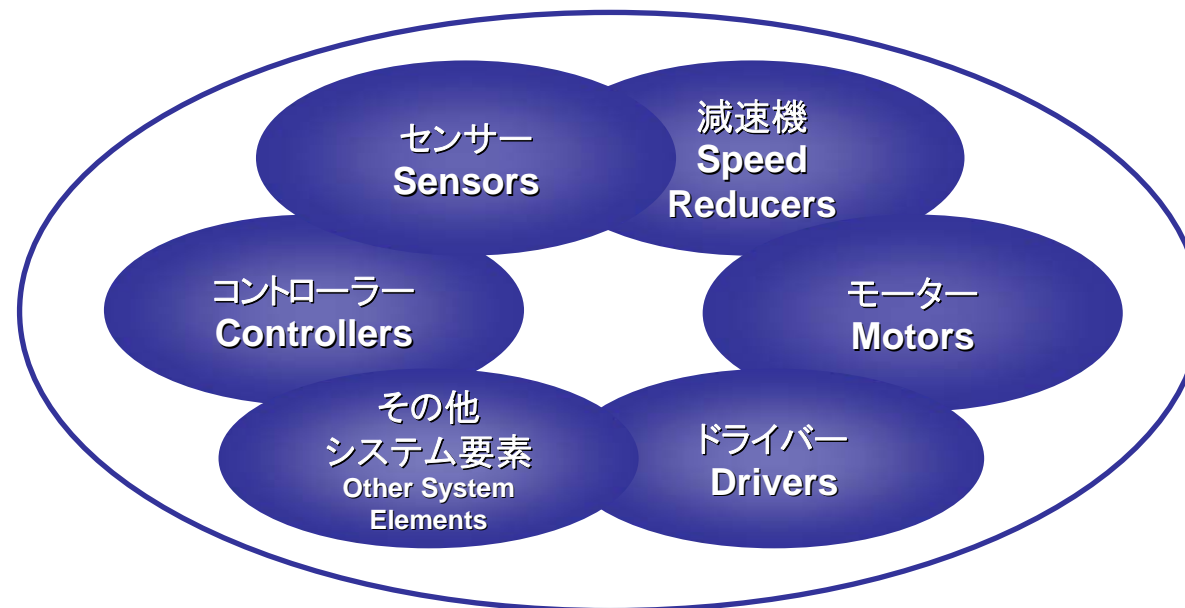 センサー
Sensors
減速機
Speed
Reducers
コントローラー
Controllers
モーター
Motors
その他
システム要素
Other System
Elements
ドライバー
Drivers